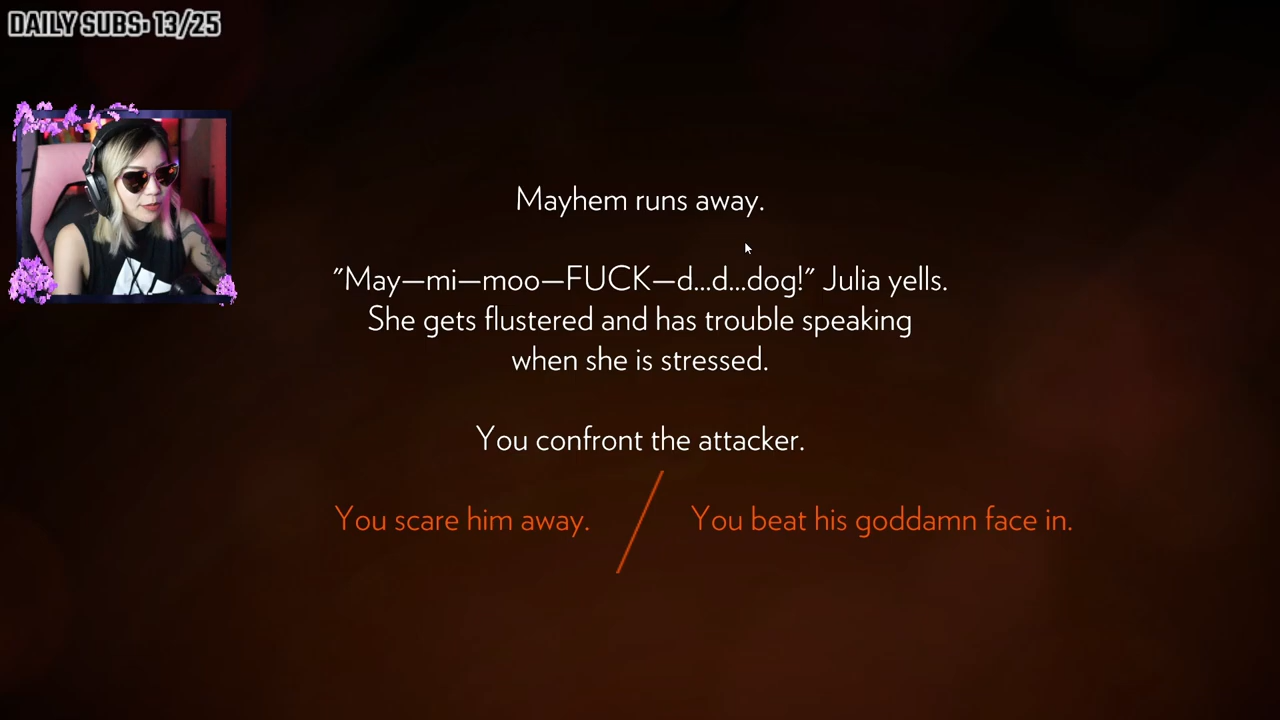 DAILY SUBS: 13/25
Mayhem runs away.
"May—mi—moo—FUCK—d...d...dog!" Julia yells.
She gets flustered and has trouble speaking
when she is stressed.
You confront the attacker.
You scare him away. / You beat his goddamn face in.